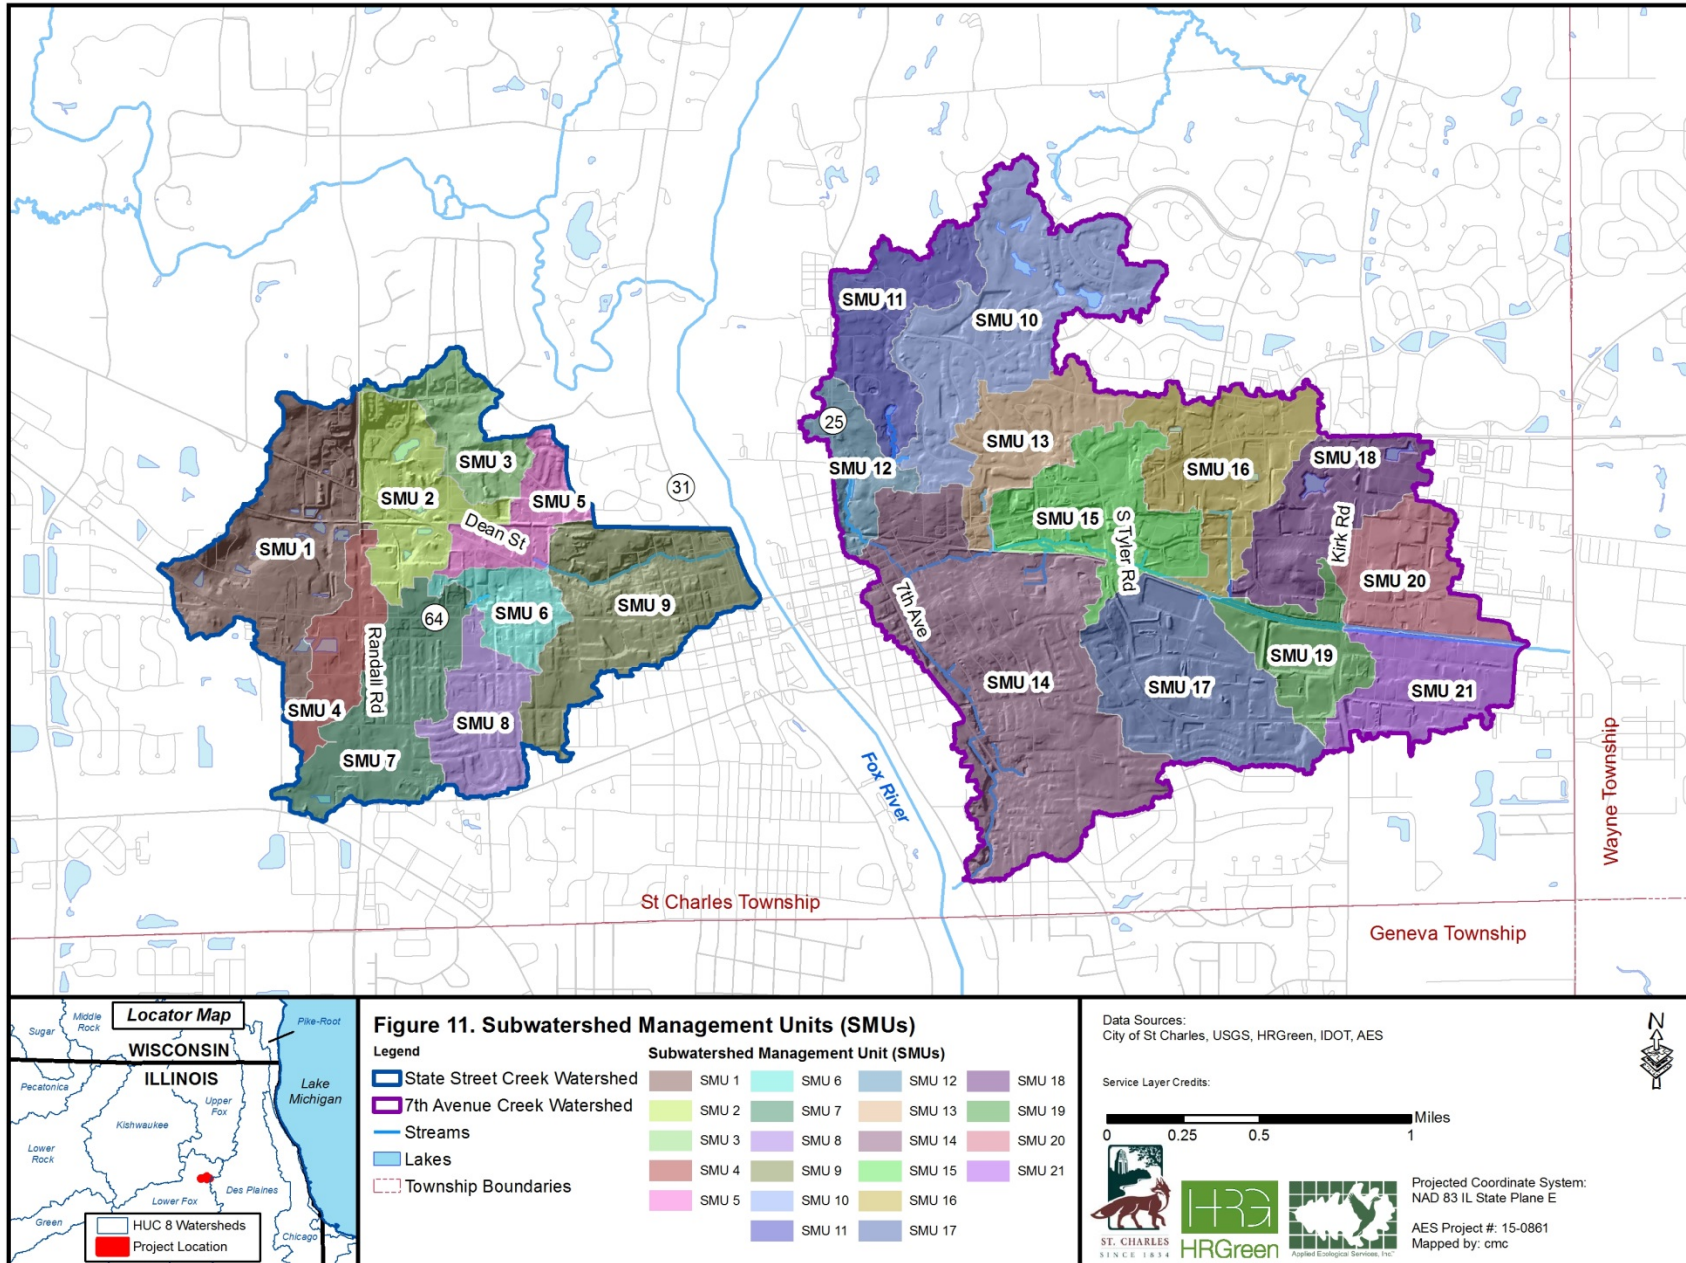 SMU 11
SMU 10
25
SMU 13
SMU 12
SMU 16
SMU 18
SMU 3
SMU 2
SMU 5
31
Dean St
SMU 15
S Tyler Rd
Kirk Rd
SMU 1
SMU 20
SMU 6
SMU 9
64
7th Ave
Randall Rd
SMU 19
SMU 14
SMU 17
SMU 21
SMU 4
SMU 8
SMU 7
Fox River
Wayne Township
St Charles Township
Geneva Township
Locator Map
Sugar
Middle
Rock
Pike-Root
WISCONSIN
ILLINOIS
Pecatonica
Lake
Michigan
Upper
Fox
Kishwaukee
Lower
Rock
Des Plaines
Lower Fox
Green
Chicago
HUC 8 Watersheds
Project Location
Figure 11. Subwatershed Management Units (SMUs)
Legend
State Street Creek Watershed
7th Avenue Creek Watershed
Streams
Lakes
Township Boundaries
Subwatershed Management Unit (SMUs)
SMU 1
SMU 2
SMU 3
SMU 4
SMU 5
SMU 6
SMU 7
SMU 8
SMU 9
SMU 10
SMU 11
SMU 12
SMU 13
SMU 14
SMU 15
SMU 16
SMU 17
SMU 18
SMU 19
SMU 20
SMU 21
Data Sources:
City of St Charles, USGS, HRGreen, IDOT, AES
N
Service Layer Credits:
Miles
0 0.25 0.5 1
ST. CHARLES
SINCE 1834
HRG
HRGreen
Applied Ecological Services, Inc.
Projected Coordinate System:
NAD 83 IL State Plane E
AES Project #: 15-0861
Mapped by: cmc